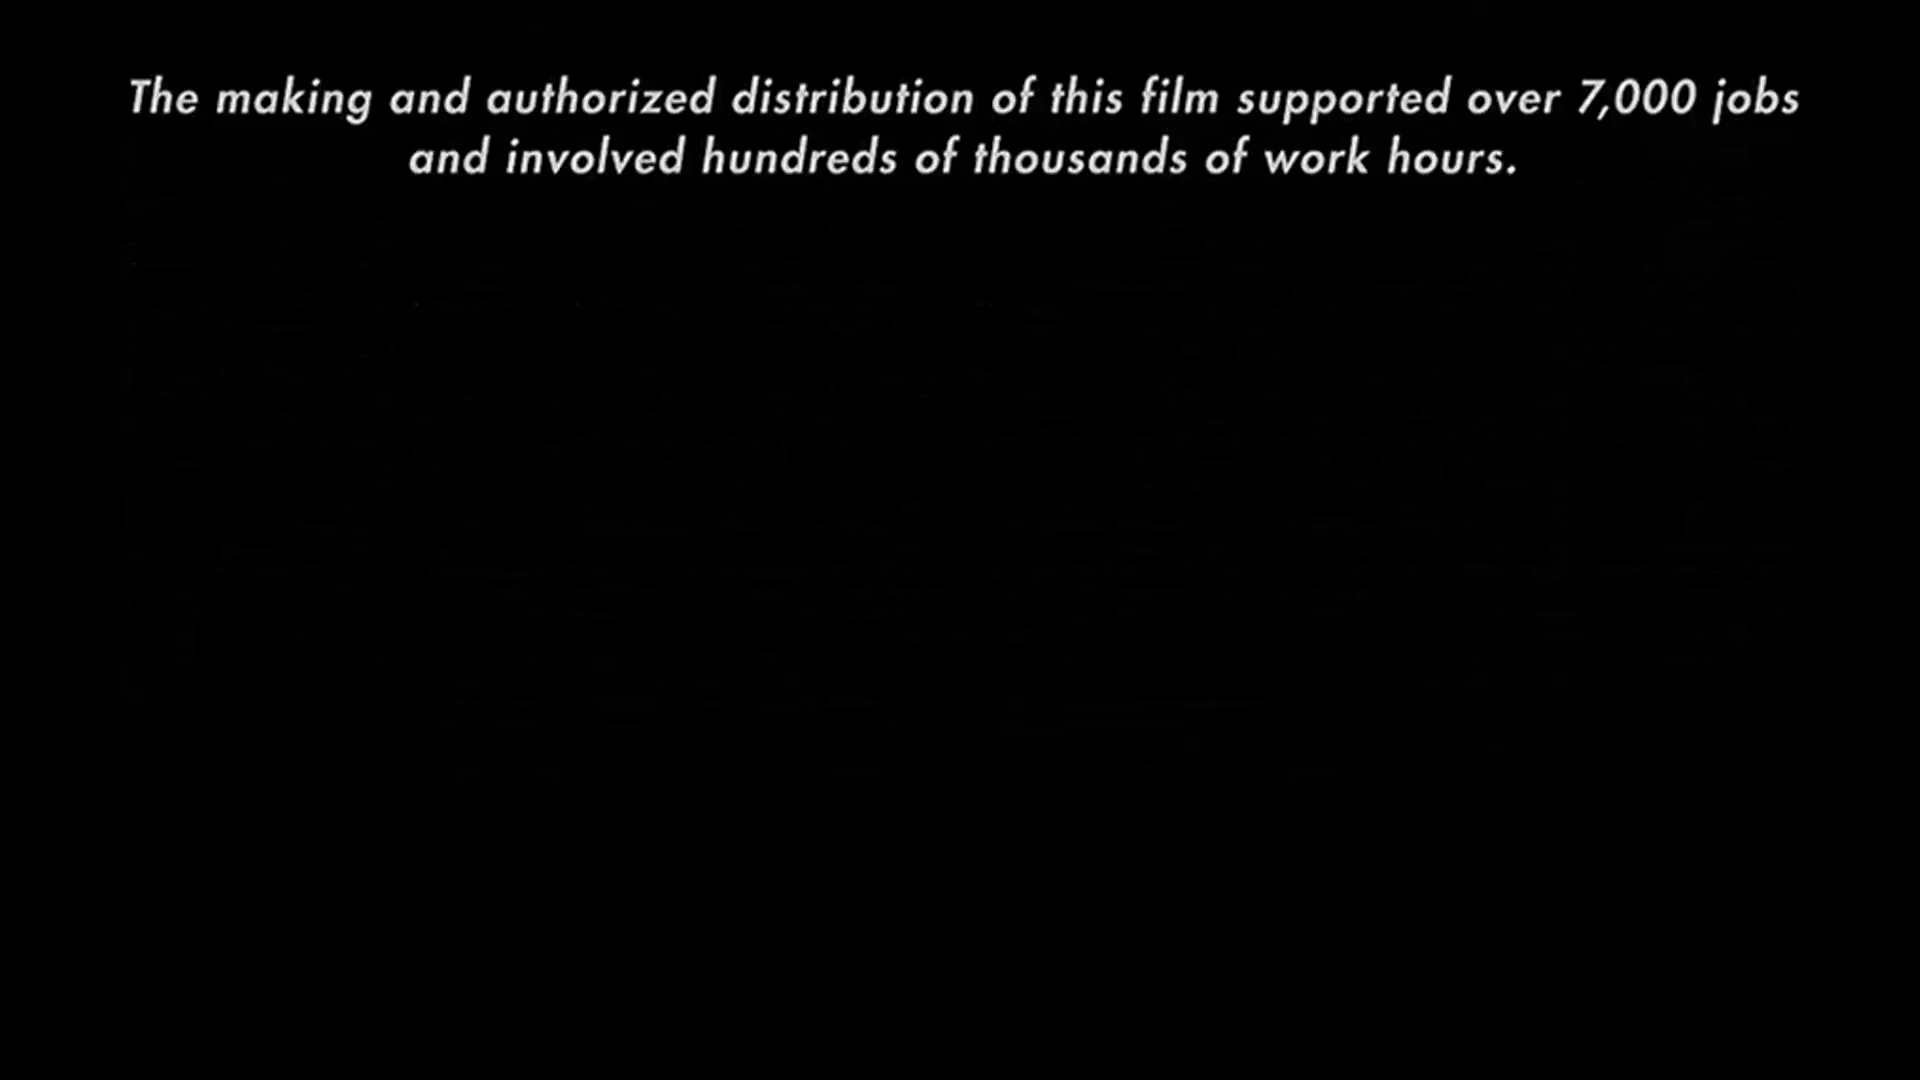 The making and authorized distribution of this film supported over 7,000 jobs
and involved hundreds of thousands of work hours.